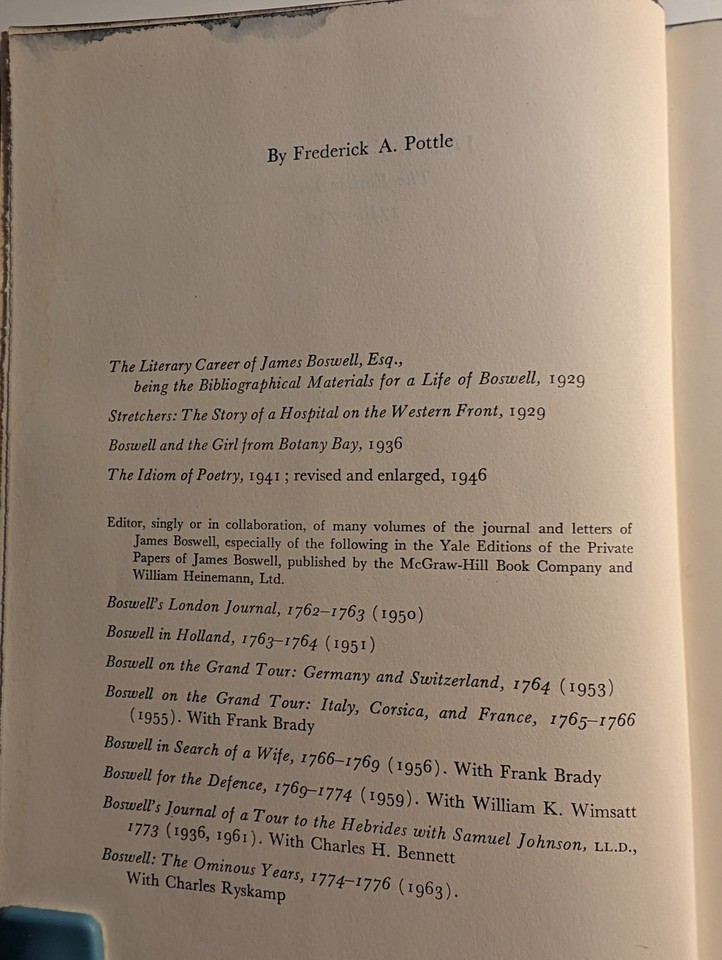 By Frederick A. Pottle
The Literary Career of James Boswell, Esq.,
being the Bibliographical Materials for a Life of Boswell, 1929
Stretchers: The Story of a Hospital on the Western Front, 1929
Boswell and the Girl from Botany Bay, 1936
The Idiom of Poetry, 1941 ; revised and enlarged, 1946
Editor, singly or in collaboration, of many volumes of the journal and letters of
James Boswell, especially of the following in the Yale Editions of the Private
Papers of James Boswell, published by the McGraw-Hill Book Company and
William Heinemann, Ltd.
Boswell's London Journal, 1762–1763 (1950)
Boswell in Holland, 1763–1764 (1951)
Boswell on the Grand Tour: Germany and Switzerland, 1764 (1953)
Boswell on the Grand Tour: Italy, Corsica, and France, 1765–1766
(1955). With Frank Brady
Boswell in Search of a Wife, 1766–1769 (1956). With Frank Brady
Boswell for the Defence, 1769–1774 (1959). With William K. Wimsatt
Boswell's Journal of a Tour to the Hebrides with Samuel Johnson, LL.D.,
1773 (1936, 1961). With Charles H. Bennett
Boswell: The Ominous Years, 1774–1776 (1963).
With Charles Ryskamp